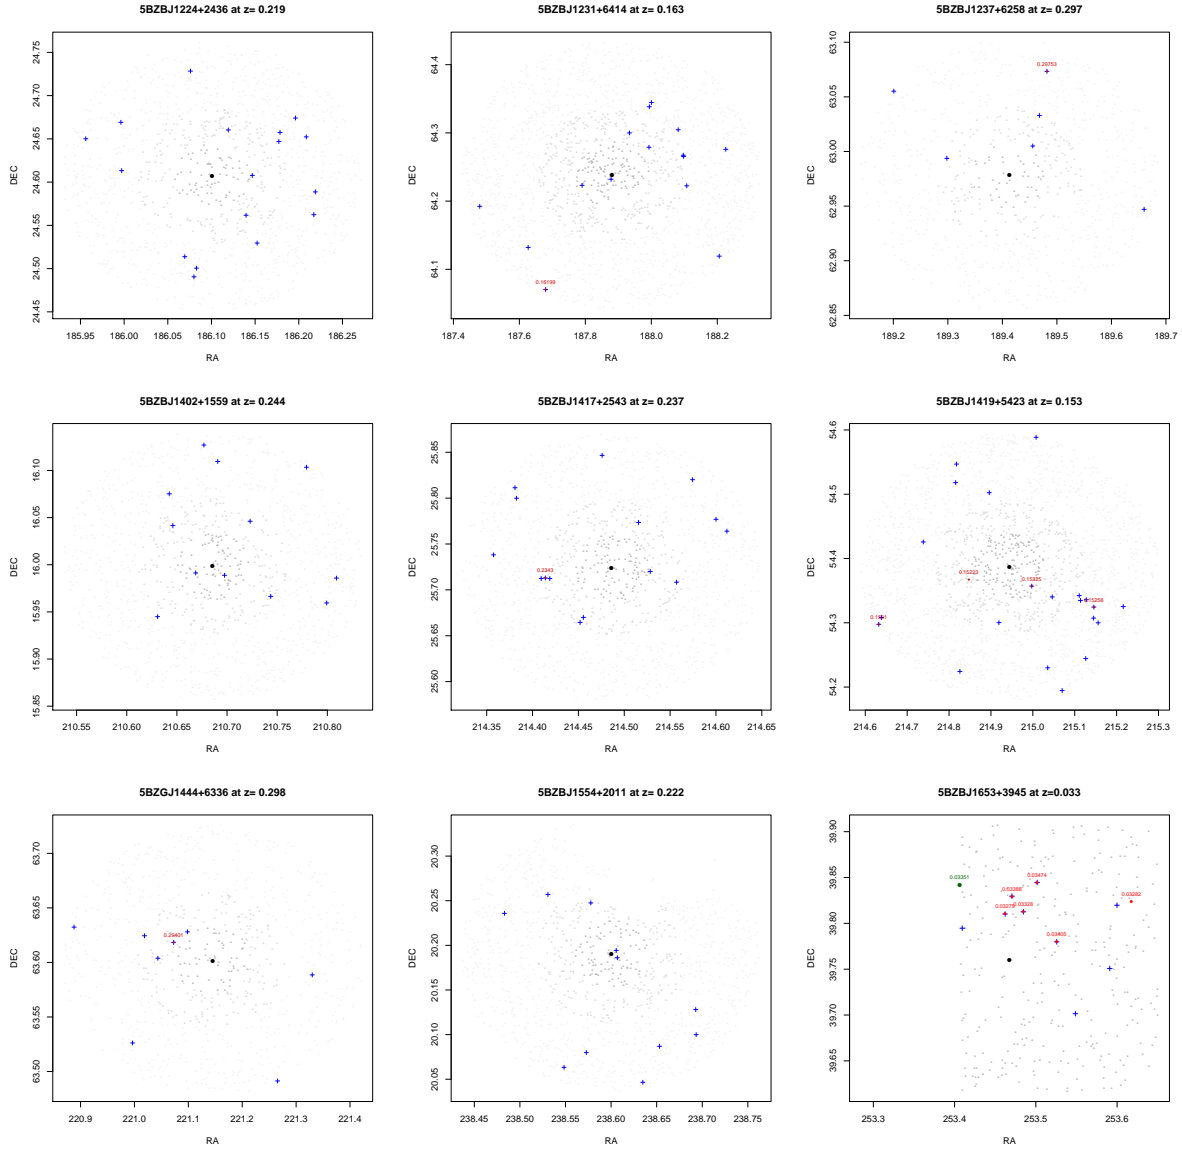 5BZBJ1224+2436 at z= 0.219
DEC
24.75
24.70
24.65
24.60
24.55
24.50
24.45
185.95 186.00 186.05 186.10 186.15 186.20 186.25
RA
5BZBJ1231+6414 at z= 0.163
DEC
64.4
64.3
64.2
64.1
0.16199
187.4 187.6 187.8 188.0 188.2
RA
5BZBJ1237+6258 at z= 0.297
DEC
63.10
63.05
63.00
62.95
62.90
62.85
0.29753
189.2 189.3 189.4 189.5 189.6 189.7
RA
5BZBJ1402+1559 at z= 0.244
DEC
16.10
16.05
16.00
15.95
15.90
15.85
210.55 210.60 210.65 210.70 210.75 210.80
RA
5BZBJ1417+2543 at z= 0.237
DEC
25.85
25.80
25.75
25.70
25.65
25.60
0.2343
214.35 214.40 214.45 214.50 214.55 214.60 214.65
RA
5BZBJ1419+5423 at z= 0.153
DEC
54.6
54.5
54.4
54.3
54.2
0.15223
0.15325
0.15258
214.6 214.7 214.8 214.9 215.0 215.1 215.2 215.3
RA
5BZGJ1444+6336 at z= 0.298
DEC
63.70
63.65
63.60
63.55
63.50
0.29401
220.9 221.0 221.1 221.2 221.3 221.4
RA
5BZBJ1554+2011 at z= 0.222
DEC
20.30
20.25
20.20
20.15
20.10
20.05
238.45 238.50 238.55 238.60 238.65 238.70 238.75
RA
5BZBJ1653+3945 at z=0.033
DEC
39.90
39.85
39.80
39.75
39.70
39.65
0.03351
0.03474
0.03282
0.03328
0.03405
253.3 253.4 253.5 253.6
RA